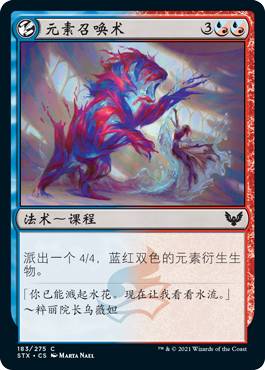 元素召唤术 3
法术～课程
派出一个 4/4，蓝红双色的元素衍生生
物。
「你已能溅起水花。现在让我看看水流。」
～粹丽院长乌薇妲
183/275 C
STX • CS MARTA NAEL
™ & © 2021 Wizards of the Coast